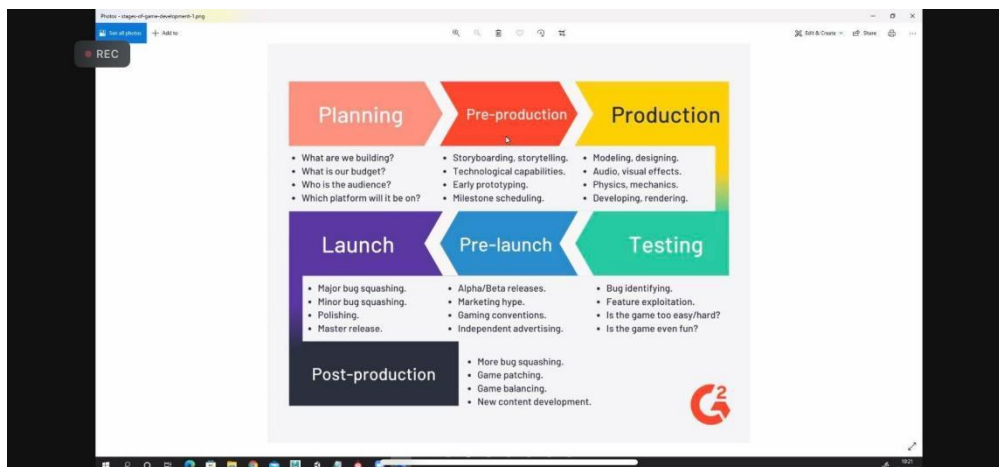 Photos - stages-of-game-development-1.png
See all photos + Add to
Edit & Create Share
REC
Planning
Pre-production
Production
• What are we building?
• What is our budget?
• Who is the audience?
• Which platform will it be on?
• Storyboarding, storytelling.
• Technological capabilities.
• Early prototyping.
• Milestone scheduling.
• Modeling, designing.
• Audio, visual effects.
• Physics, mechanics.
• Developing, rendering.
Testing
Pre-launch
Launch
• Bug identifying.
• Feature exploitation.
• Is the game too easy/hard?
• Is the game even fun?
• Alpha/Beta releases.
• Marketing hype.
• Gaming conventions.
• Independent advertising.
• Major bug squashing.
• Minor bug squashing.
• Polishing.
• Master release.
Post-production
• More bug squashing.
• Game patching.
• Game balancing.
• New content development.
G2
19:21